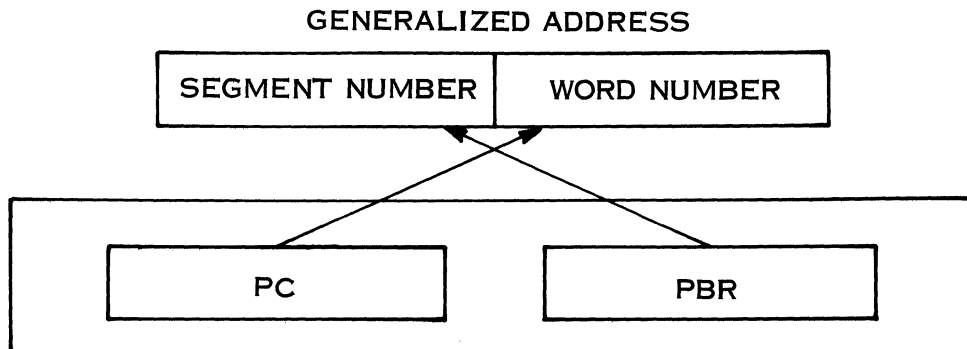 GENERALIZED ADDRESS
SEGMENT NUMBER WORD NUMBER
PC PBR